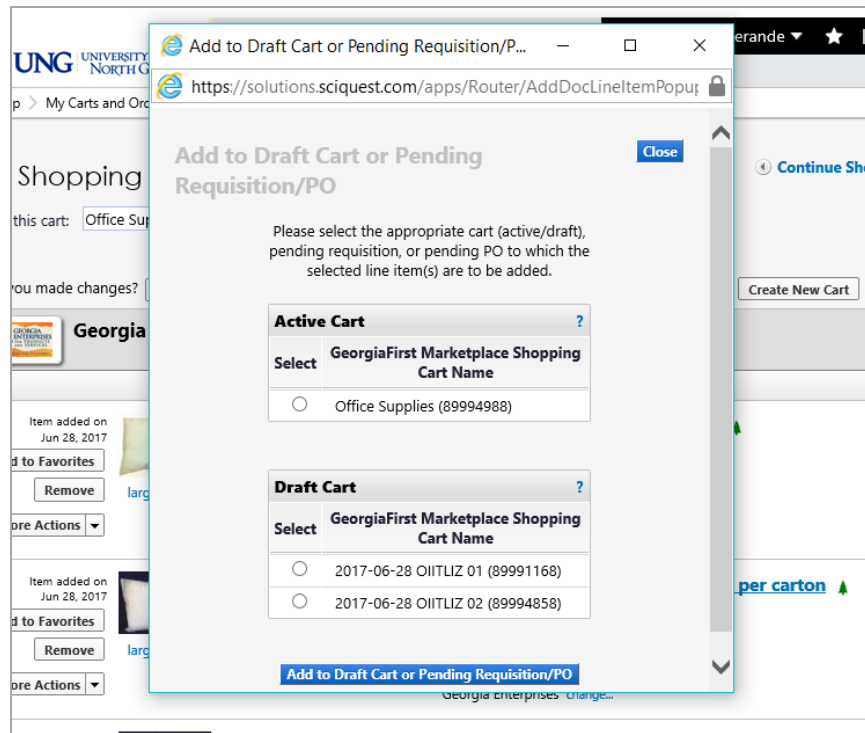 UNG UNIVERSITY
NORTH G
Add to Draft Cart or Pending Requisition/P...
erande
https://solutions.sciquest.com/apps/Router/AddDocLineItemPopup
p > My Carts and Ord
Add to Draft Cart or Pending
Requisition/PO
Close
Shopping
Continue Sho
this cart: Office Sup
Please select the appropriate cart (active/draft),
pending requisition, or pending PO to which the
selected line item(s) are to be added.
you made changes?
Create New Cart
Georgia
Active Cart ?
Select GeorgiaFirst Marketplace Shopping
Cart Name
Office Supplies (89994988)
Item added on
Jun 28, 2017
d to Favorites
Remove
larg
ore Actions
Draft Cart ?
Select GeorgiaFirst Marketplace Shopping
Cart Name
2017-06-28 OIITLIZ 01 (89991168)
2017-06-28 OIITLIZ 02 (89994858)
Item added on
Jun 28, 2017
d to Favorites
Remove
larg
ore Actions
per carton
Add to Draft Cart or Pending Requisition/PO
Georgia Enterprises change...